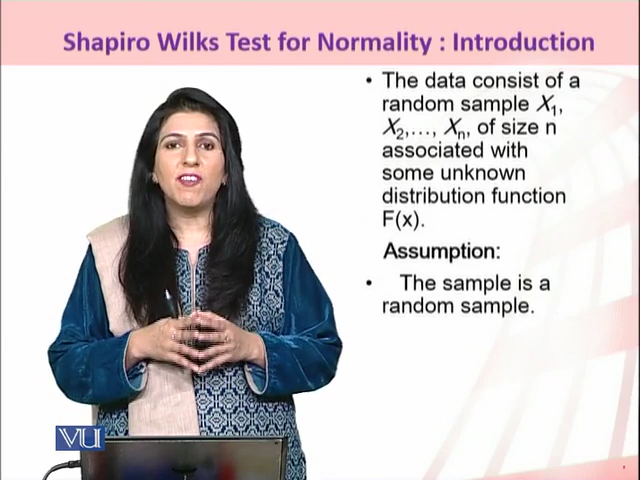 Shapiro Wilks Test for Normality : Introduction
• The data consist of a
random sample X₁,
X₂,…, Xₙ, of size n
associated with
some unknown
distribution function
F(x).
Assumption:
• The sample is a
random sample.
VU